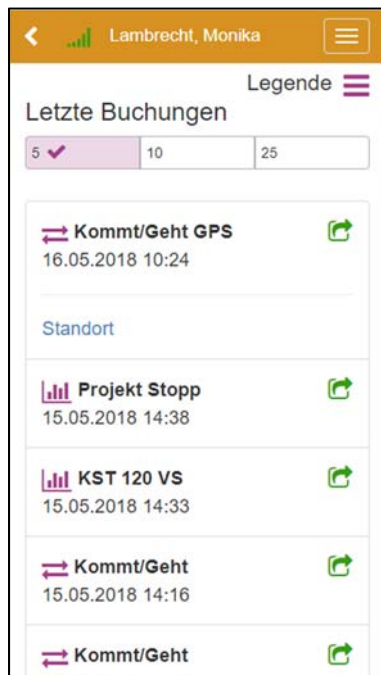 Lambrecht, Monika
Legende
Letzte Buchungen
5 10 25
Kommt/Geht GPS
16.05.2018 10:24
Standort
Projekt Stopp
15.05.2018 14:38
KST 120 VS
15.05.2018 14:33
Kommt/Geht
15.05.2018 14:16
Kommt/Geht